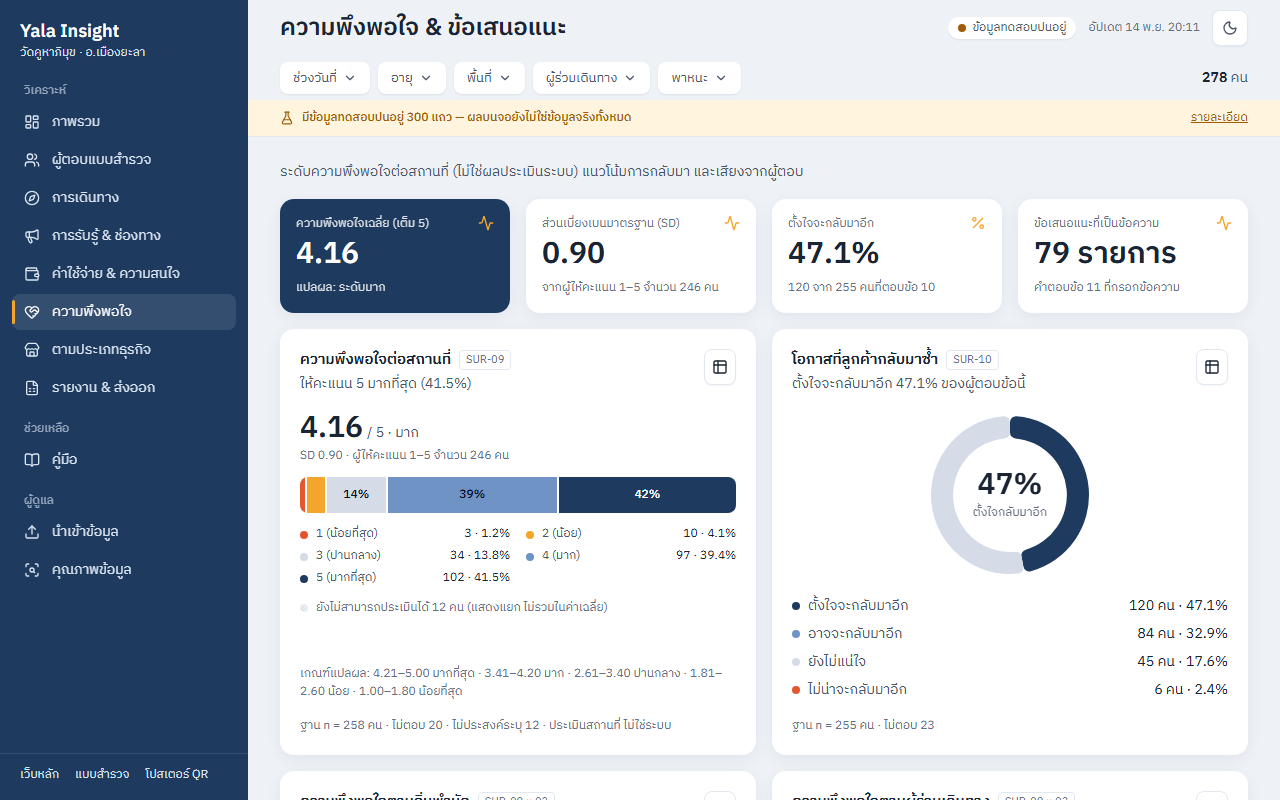 Yala Insight
วัดคูหาภิมุข · อ.เมืองยะลา
วิเคราะห์
ภาพรวม
ผู้ตอบแบบสำรวจ
การเดินทาง
การรับรู้ & ช่องทาง
ค่าใช้จ่าย & ความสนใจ
ความพึงพอใจ
ตามประเภทธุรกิจ
รายงาน & ส่งออก
ช่วยเหลือ
คู่มือ
ผู้ดูแล
นำเข้าข้อมูล
คุณภาพข้อมูล
เว็บหลัก แบบสำรวจ โปสเตอร์ QR
ความพึงพอใจ & ข้อเสนอแนะ
ข้อมูลทดสอบปนอยู่ อัปเดต 14 พ.ย. 20:11
ช่วงวันที่ อายุ พื้นที่ ผู้ร่วมเดินทาง พาหนะ 278 คน
มีข้อมูลทดสอบปนอยู่ 300 แถว — ผลบนจอยังไม่ใช่ข้อมูลจริงทั้งหมด รายละเอียด
ระดับความพึงพอใจต่อสถานที่ (ไม่ใช่ผลประเมินระบบ) แนวโน้มการกลับมา และเสียงจากผู้ตอบ
ความพึงพอใจเฉลี่ย (เต็ม 5)
4.16
แปลผล: ระดับมาก
ส่วนเบี่ยงเบนมาตรฐาน (SD)
0.90
จากผู้ให้คะแนน 1–5 จำนวน 246 คน
ตั้งใจจะกลับมาอีก
47.1%
120 จาก 255 คนที่ตอบข้อ 10
ข้อเสนอแนะที่เป็นข้อความ
79 รายการ
คำตอบข้อ 11 ที่กรอกข้อความ
ความพึงพอใจต่อสถานที่ SUR-09
ให้คะแนน 5 มากที่สุด (41.5%)
4.16 / 5 · มาก
SD 0.90 · ผู้ให้คะแนน 1–5 จำนวน 246 คน
14% 39% 42%
1 (น้อยที่สุด) 3 · 1.2% 2 (น้อย) 10 · 4.1%
3 (ปานกลาง) 34 · 13.8% 4 (มาก) 97 · 39.4%
5 (มากที่สุด) 102 · 41.5%
ยังไม่สามารถประเมินได้ 12 คน (แสดงแยก ไม่รวมในค่าเฉลี่ย)
เกณฑ์แปลผล: 4.21–5.00 มากที่สุด · 3.41–4.20 มาก · 2.61–3.40 ปานกลาง · 1.81–
2.60 น้อย · 1.00–1.80 น้อยที่สุด
ฐาน n = 258 คน · ไม่ตอบ 20 · ไม่ประสงค์ระบุ 12 · ประเมินสถานที่ ไม่ใช่ระบบ
โอกาสที่ลูกค้ากลับมาซ้ำ SUR-10
ตั้งใจจะกลับมาอีก 47.1% ของผู้ตอบข้อนี้
47%
ตั้งใจกลับมาอีก
ตั้งใจจะกลับมาอีก 120 คน · 47.1%
อาจจะกลับมาอีก 84 คน · 32.9%
ยังไม่แน่ใจ 45 คน · 17.6%
ไม่น่าจะกลับมาอีก 6 คน · 2.4%
ฐาน n = 255 คน · ไม่ตอบ 23